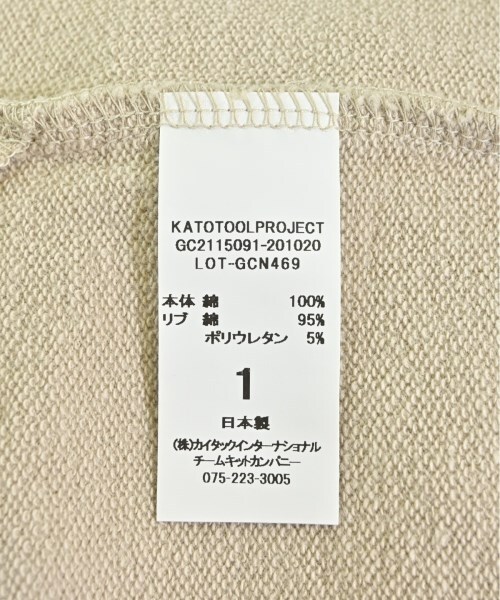 KATOTOOLPROJECT
GC2115091-201020
LOT-GCN469
本体 綿 100%
リブ 綿 95%
ポリウレタン 5%
1
日本製
(株)カイタックインターナショナル
チームキットカンパニー
075-223-3005